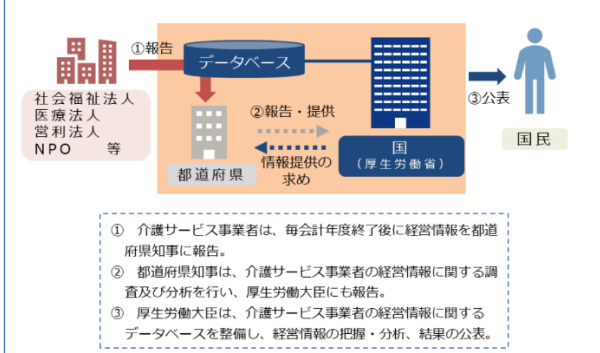 ①報告
データベース
社会福祉法人
医療法人
営利法人
NPO 等
②報告・提供
都道府県
情報提供の
求め
国
（厚生労働省）
③公表
国民
① 介護サービス事業者は、毎会計年度終了後に経営情報を都道
府県知事に報告。
② 都道府県知事は、介護サービス事業者の経営情報に関する調
査及び分析を行い、厚生労働大臣にも報告。
③ 厚生労働大臣は、介護サービス事業者の経営情報に関する
データベースを整備し、経営情報の把握・分析、結果の公表。